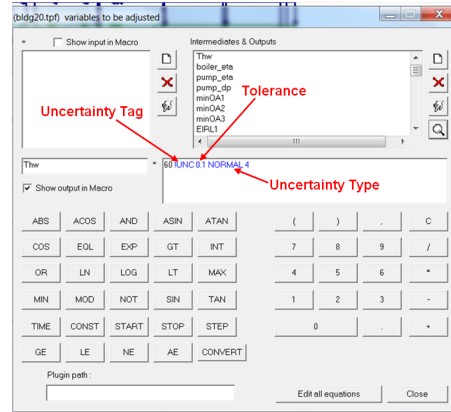 (bldg20.tpf) variables to be adjusted
Show input in Macro
Intermediates & Outputs
Thw
boiler_eta
pump_eta
pump_dp
minOA1
minOA2
minOA3
EIRL1
Tolerance
Uncertainty Tag
Thw
= 60 !UNC 0.1 NORMAL 4
Uncertainty Type
Show output in Macro
ABS ACOS AND ASIN ATAN ( ) , C
COS EQL EXP GT INT 7 8 9 /
OR LN LOG LT MAX 4 5 6 *
MIN MOD NOT SIN TAN 1 2 3 -
TIME CONST START STOP STEP 0 . +
GE LE NE AE CONVERT
Plugin path :
Edit all equations Close